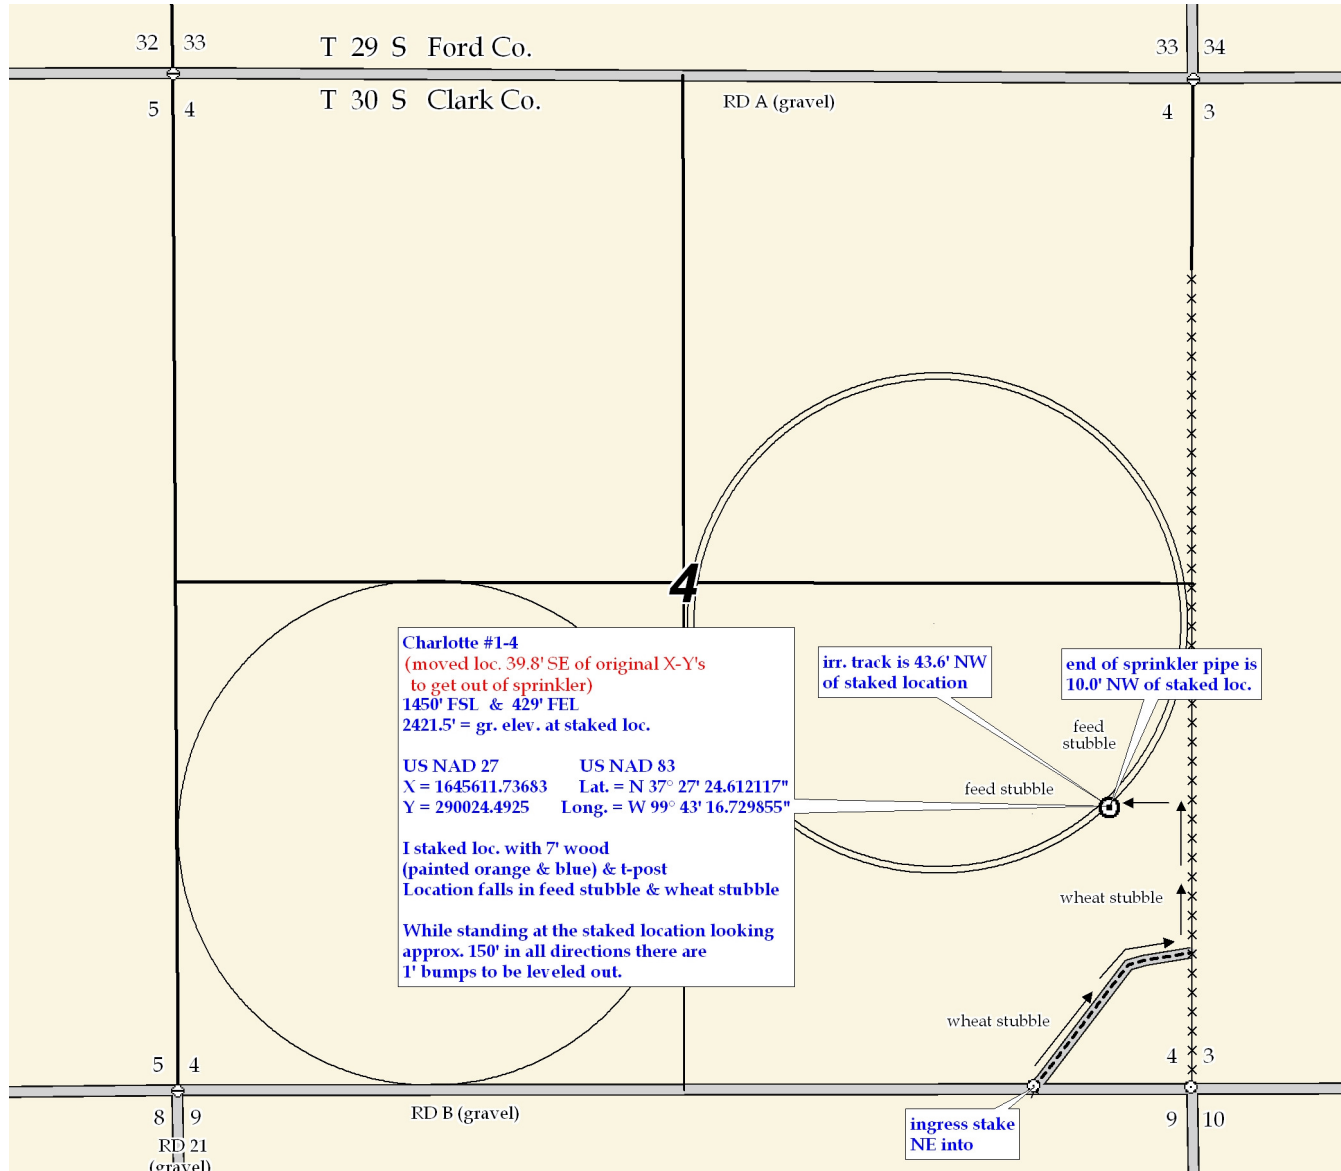 32 33
33 34
T 29 S Ford Co.
T 30 S Clark Co.
RD A (gravel)
5 4
4 3
4
Charlotte #1-4
(moved loc. 39.8' SE of original X-Y's
to get out of sprinkler)
1450' FSL & 429' FEL
2421.5' = gr. elev. at staked loc.
US NAD 27 US NAD 83
X = 1645611.73683 Lat. = N 37° 27' 24.612117"
Y = 290024.4925 Long. = W 99° 43' 16.729855"
I staked loc. with 7' wood
(painted orange & blue) & t-post
Location falls in feed stubble & wheat stubble
While standing at the staked location looking
approx. 150' in all directions there are
1' bumps to be leveled out.
irr. track is 43.6' NW
of staked location
end of sprinkler pipe is
10.0' NW of staked loc.
feed
stubble
feed stubble
wheat stubble
wheat stubble
5 4
4 3
8 9
RD B (gravel)
ingress stake
NE into
9 10
RD 21
(gravel)